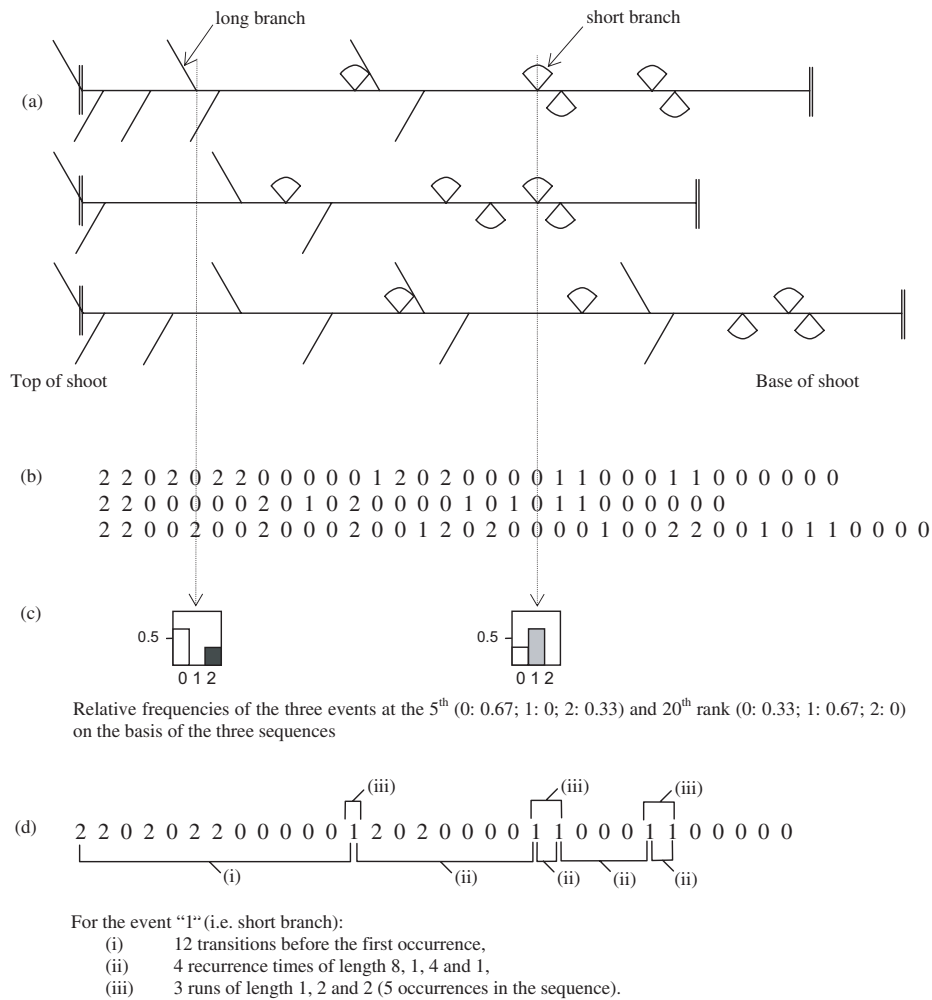 long branch
short branch
(a)
Top of shoot
Base of shoot
(b)
2 2 0 2 0 2 2 0 0 0 0 0 1 2 0 2 0 0 0 0 1 1 0 0 0 1 1 0 0 0 0 0 0
2 2 0 0 0 0 0 2 0 1 0 2 0 0 0 0 1 0 1 0 1 1 0 0 0 0 0 0
2 2 0 0 2 0 0 2 0 0 0 2 0 0 1 2 0 2 0 0 0 0 1 0 0 2 2 0 0 1 0 1 1 0 0 0 0
(c)
0.5
0 1 2
0.5
0 1 2
Relative frequencies of the three events at the 5th (0: 0.67; 1: 0; 2: 0.33) and 20th rank (0: 0.33; 1: 0.67; 2: 0)
on the basis of the three sequences
(iii)
(iii)
(iii)
(d)
2 2 0 2 0 2 2 0 0 0 0 0 1 2 0 2 0 0 0 0 1 1 0 0 0 1 1 0 0 0 0 0
(i)
(ii)
(ii)
(ii)
(ii)
For the event “1“ (i.e. short branch):
(i) 12 transitions before the first occurrence,
(ii) 4 recurrence times of length 8, 1, 4 and 1,
(iii) 3 runs of length 1, 2 and 2 (5 occurrences in the sequence).